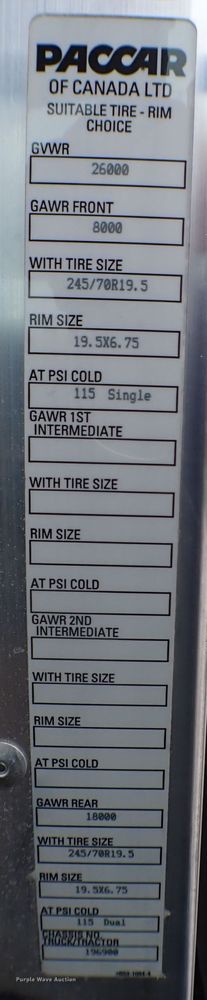 PACCAR
OF CANADA LTD
SUITABLE TIRE - RIM
CHOICE
GVWR
26000
GAWR FRONT
8000
WITH TIRE SIZE
245/70R19.5
RIM SIZE
19.5X6.75
AT PSI COLD
115 Single
GAWR 1ST
INTERMEDIATE
WITH TIRE SIZE
RIM SIZE
AT PSI COLD
GAWR 2ND
INTERMEDIATE
WITH TIRE SIZE
RIM SIZE
AT PSI COLD
GAWR REAR
18000
WITH TIRE SIZE
245/70R19.5
RIM SIZE
19.5X6.75
AT PSI COLD
115 Dual
CHASSIS NO.
TRUCK/TRACTOR
196900
Purple Wave Auction